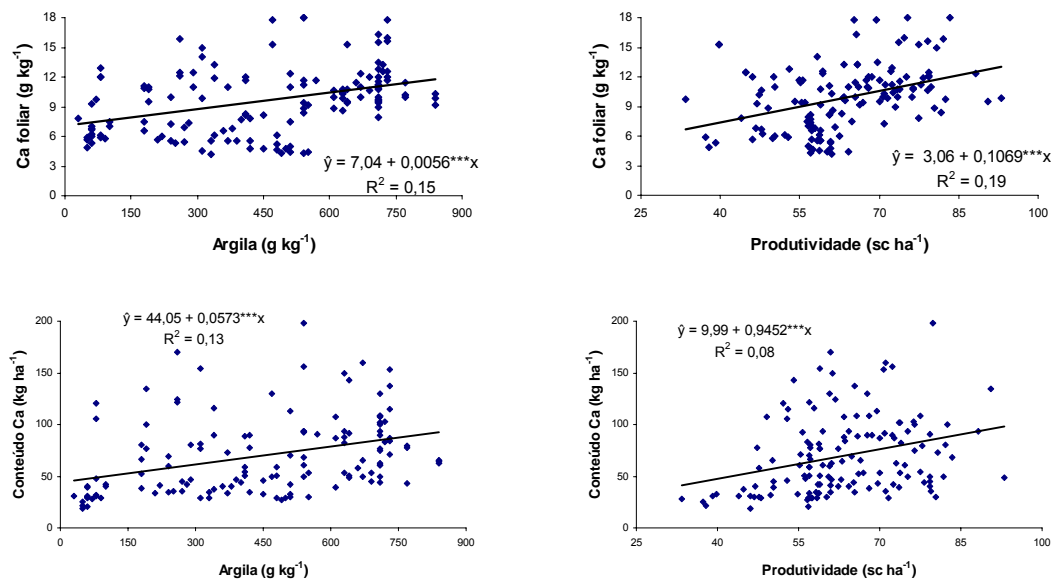 18
15
12
9
6
3
0
Ca foliar (g kg⁻¹)
ŷ = 7,04 + 0,0056***x
R² = 0,15
0 150 300 450 600 750 900
Argila (g kg⁻¹)
18
15
12
9
6
3
0
Ca foliar (g kg⁻¹)
ŷ = 3,06 + 0,1069***x
R² = 0,19
25 40 55 70 85 100
Produtividade (sc ha⁻¹)
ŷ = 44,05 + 0,0573***x
R² = 0,13
200
150
100
50
0
Conteúdo Ca (kg ha⁻¹)
0 150 300 450 600 750 900
Argila (g kg⁻¹)
ŷ = 9,99 + 0,9452***x
R² = 0,08
200
150
100
50
0
Conteúdo Ca (kg ha⁻¹)
25 40 55 70 85 100
Produtividade (sc ha⁻¹)